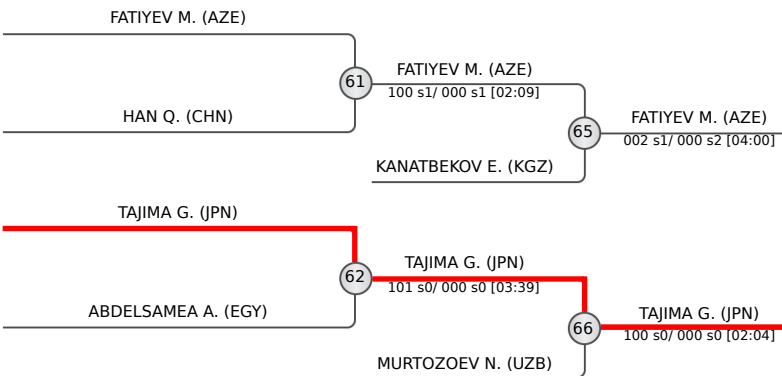 FATIYEV M. (AZE)
61
FATIYEV M. (AZE)
100 s1/ 000 s1 [02:09]
HAN Q. (CHN)
65
FATIYEV M. (AZE)
002 s1/ 000 s2 [04:00]
KANATBEKOV E. (KGZ)
TAJIMA G. (JPN)
62
TAJIMA G. (JPN)
101 s0/ 000 s0 [03:39]
ABDELSAMEA A. (EGY)
66
TAJIMA G. (JPN)
100 s0/ 000 s0 [02:04]
MURTOZOEV N. (UZB)